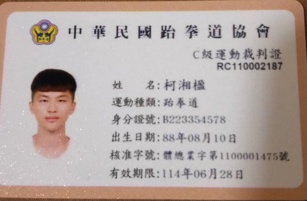 中華民國跆拳道協會
C級運動裁判證
RC110002187
姓名:柯湘楹
運動種類:跆拳道
身分證號:B223354578
出生日期:88年08月10日
核准字號:體總業字第1100001475號
有效期限:114年06月28日